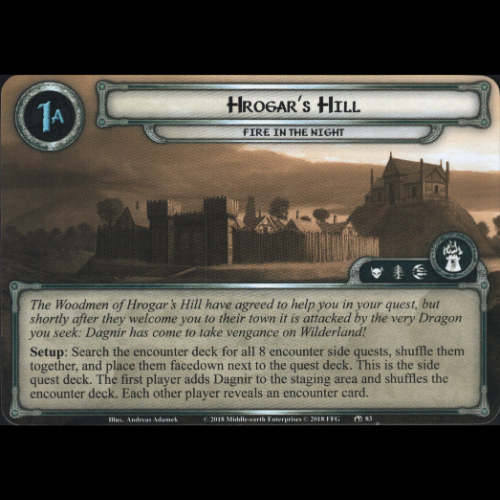 1A
Hrogar's Hill
Fire in the Night
The Woodmen of Hrogar's Hill have agreed to help you in your quest, but
shortly after they welcome you to their town it is attacked by the very Dragon
you seek: Dagnir has come to take vengance on Wilderland!
Setup: Search the encounter deck for all 8 encounter side quests, shuffle them
together, and place them facedown next to the quest deck. This is the side
quest deck. The first player adds Dagnir to the staging area and shuffles the
encounter deck. Each other player reveals an encounter card.
Illus. Andreas Adamek © 2018 Middle-earth Enterprises © 2018 FFG 83